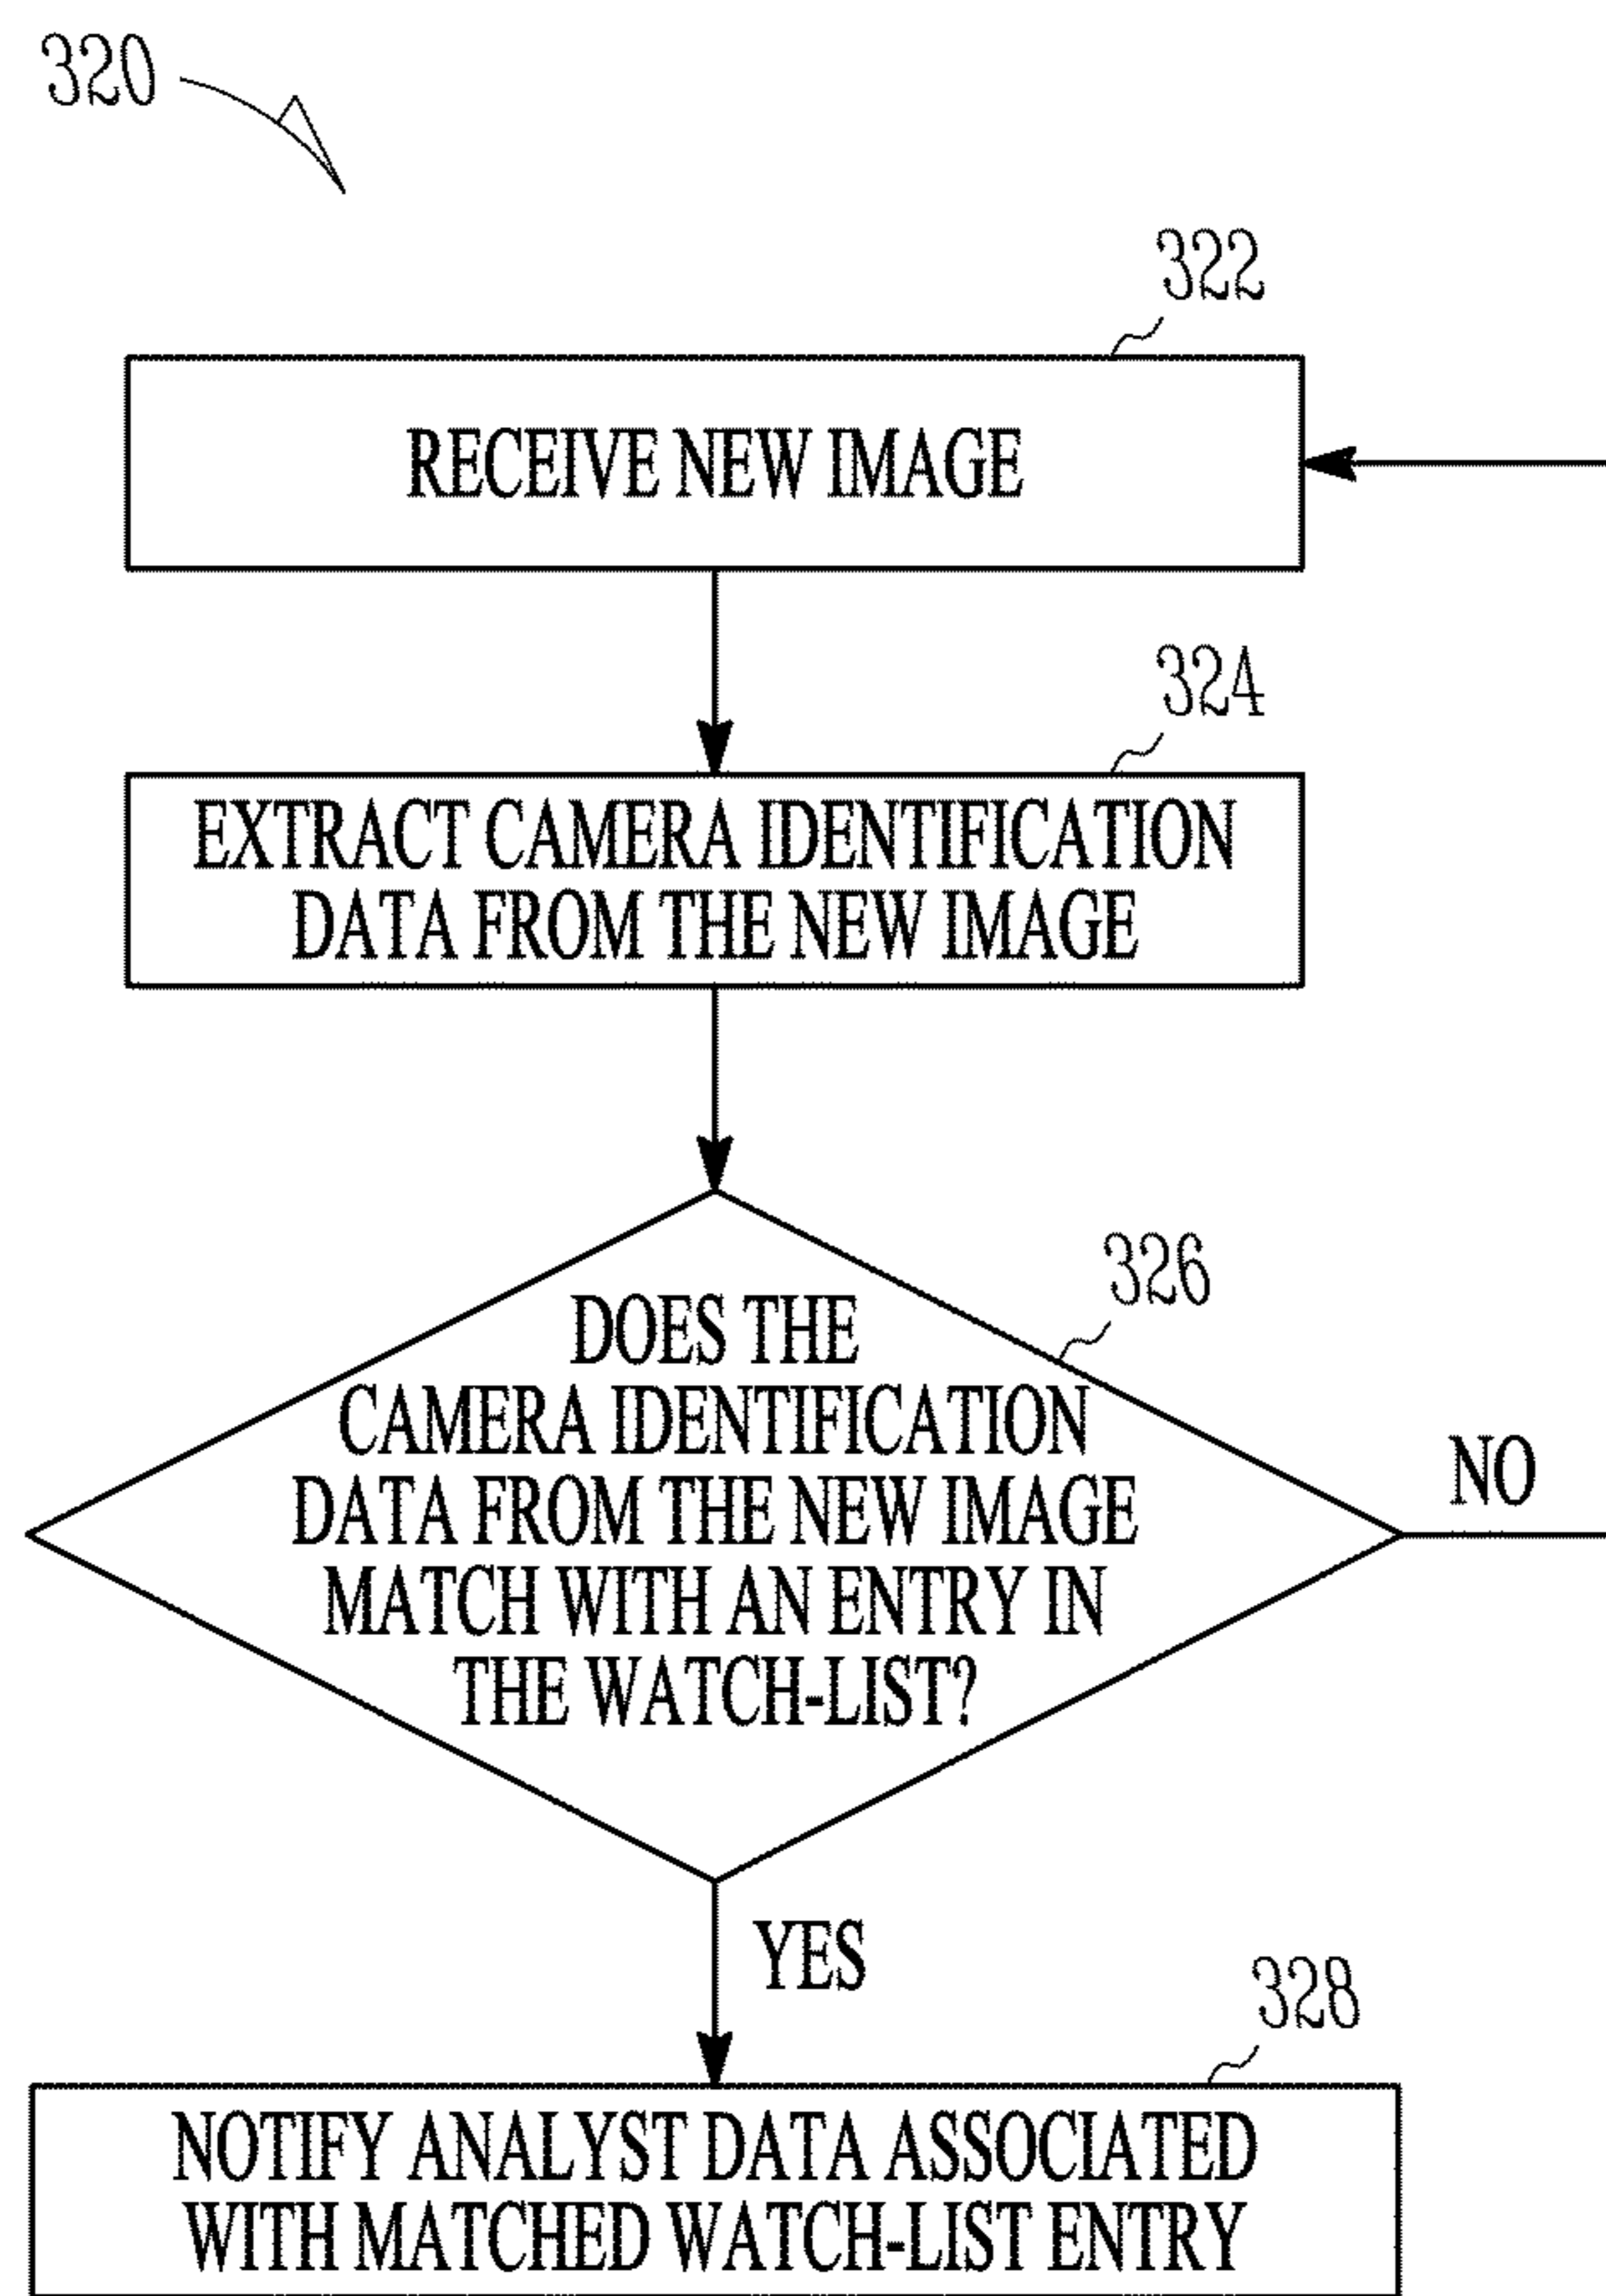 320
322
RECEIVE NEW IMAGE
324
EXTRACT CAMERA IDENTIFICATION
DATA FROM THE NEW IMAGE
326
DOES THE
CAMERA IDENTIFICATION
DATA FROM THE NEW IMAGE
MATCH WITH AN ENTRY IN
THE WATCH-LIST?
NO
YES
328
NOTIFY ANALYST DATA ASSOCIATED
WITH MATCHED WATCH-LIST ENTRY